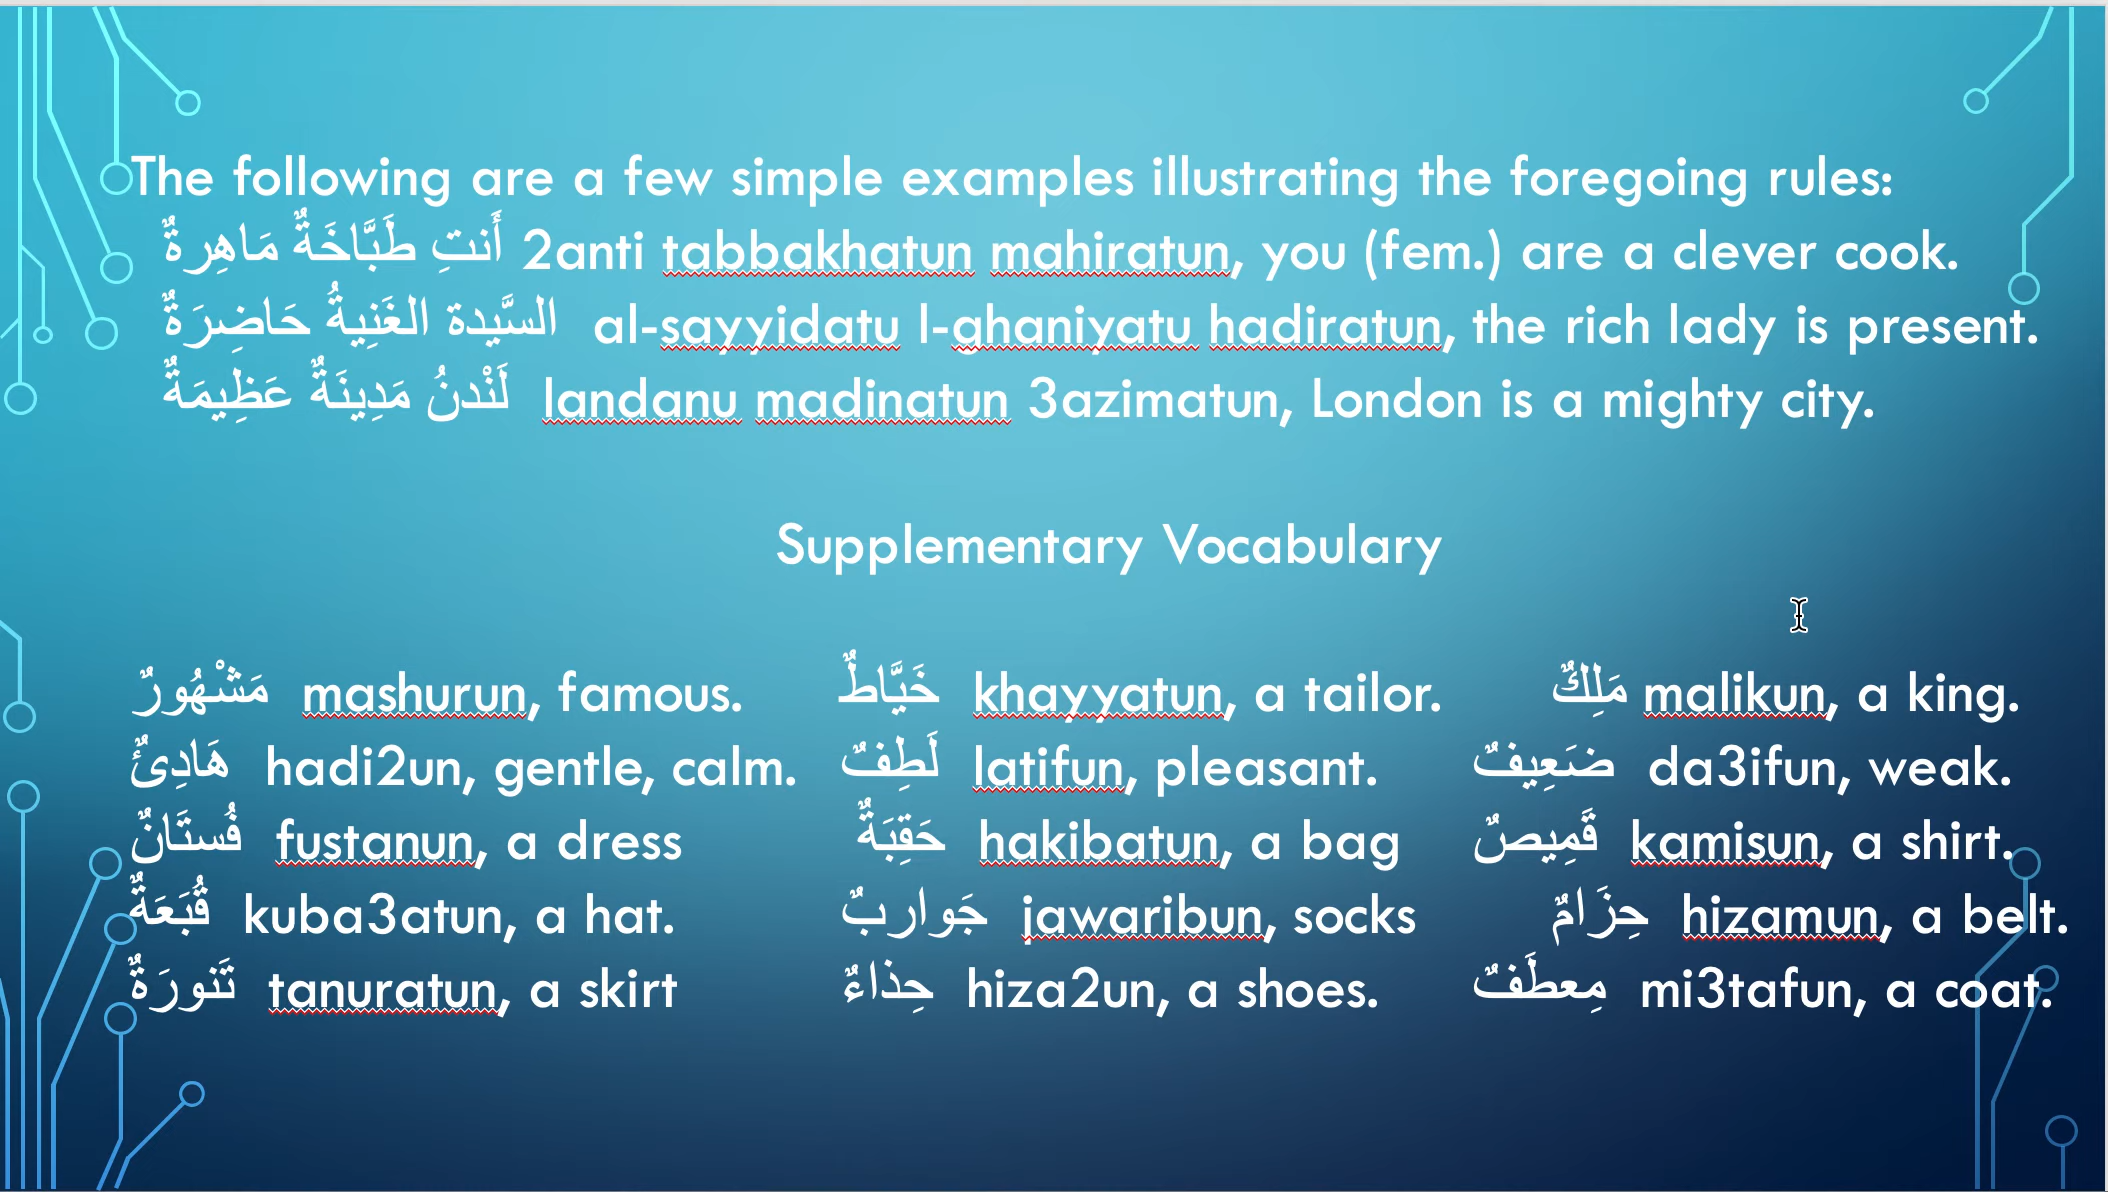 The following are a few simple examples illustrating the foregoing rules:
أَنتِ طَبَّاخَةٌ مَاهِرةٌ 2anti tabbakhatun mahiratun, you (fem.) are a clever cook.
السَّيدة الغَنِيةُ حَاضِرَةٌ al-sayyidatu l-ghaniyatu hadiratun, the rich lady is present.
لَنْدنُ مَدِينَةٌ عَظِيمَةٌ landanu madinatun 3azimatun, London is a mighty city.
Supplementary Vocabulary
مَشْهُورٌ mashurun, famous. خَيَّاطٌ khayyatun, a tailor. مَلِكٌ malikun, a king.
هَادِئٌ hadi2un, gentle, calm. لَطِفٌ latifun, pleasant. ضَعِيفٌ da3ifun, weak.
فُستَانٌ fustanun, a dress حَقِبَةٌ hakibatun, a bag قَمِيصٌ kamisun, a shirt.
قُبَعَةٌ kuba3atun, a hat. جَواربٌ jawaribun, socks حِزَامٌ hizamun, a belt.
تَنورَةٌ tanuratun, a skirt حِذاءٌ hiza2un, a shoes. مِعطَفٌ mi3tafun, a coat.